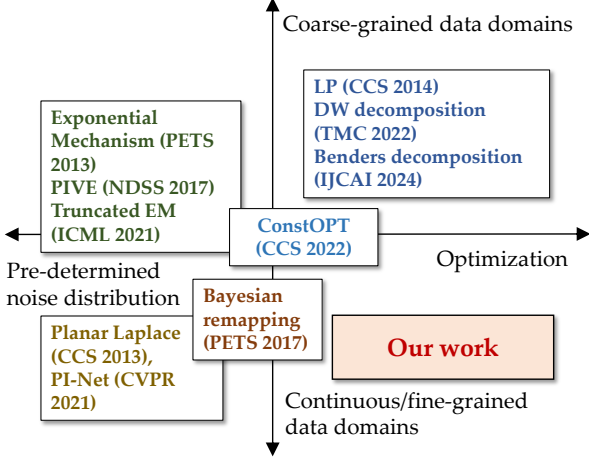 Coarse-grained data domains
LP (CCS 2014)
DW decomposition
(TMC 2022)
Benders decomposition
(IJCAI 2024)
Exponential
Mechanism (PETS
2013)
PIVE (NDSS 2017)
Truncated EM
(ICML 2021)
ConstOPT
(CCS 2022)
Optimization
Pre-determined
noise distribution
Bayesian
remapping
(PETS 2017)
Planar Laplace
(CCS 2013),
PI-Net (CVPR
2021)
Our work
Continuous/fine-grained
data domains